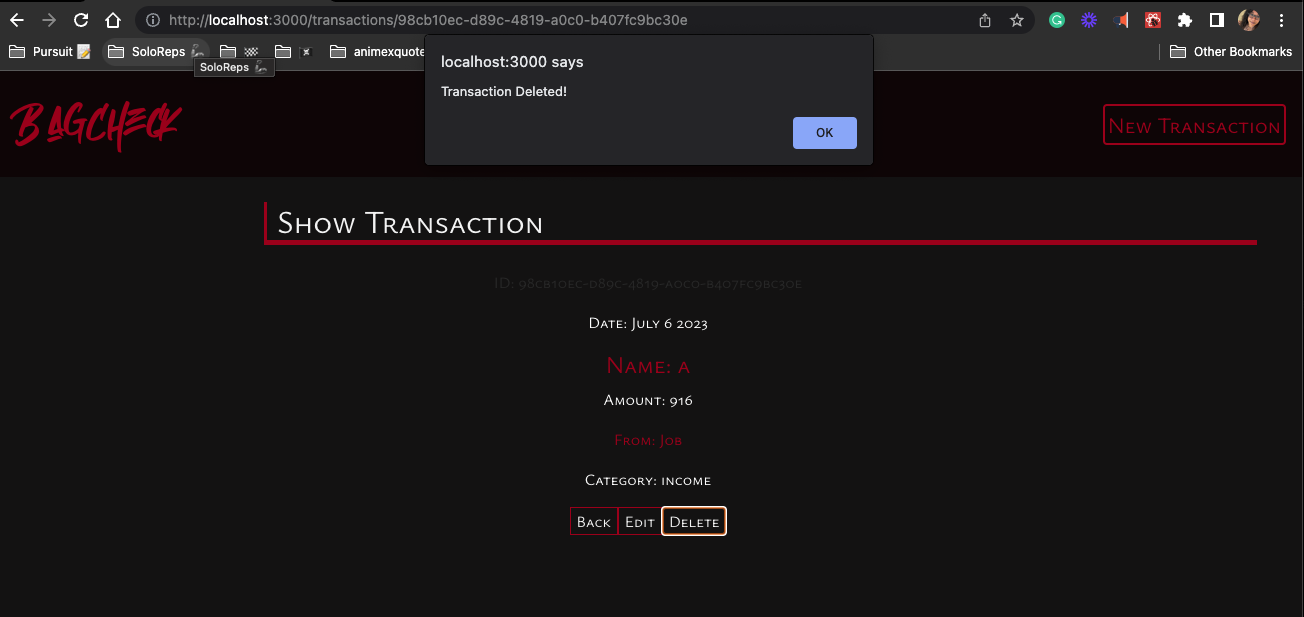 http://localhost:3000/transactions/98cb10ec-d89c-4819-a0c0-b407fc9bc30e
Pursuit SoloReps animexquote Other Bookmarks
SoloReps
localhost:3000 says
Transaction Deleted!
OK
BAGCHECK
New Transaction
Show Transaction
ID: 98cb10ec-d89c-4819-a0c0-b407fc9bc30e
Date: July 6 2023
Name: a
Amount: 916
From: Job
Category: income
Back Edit Delete